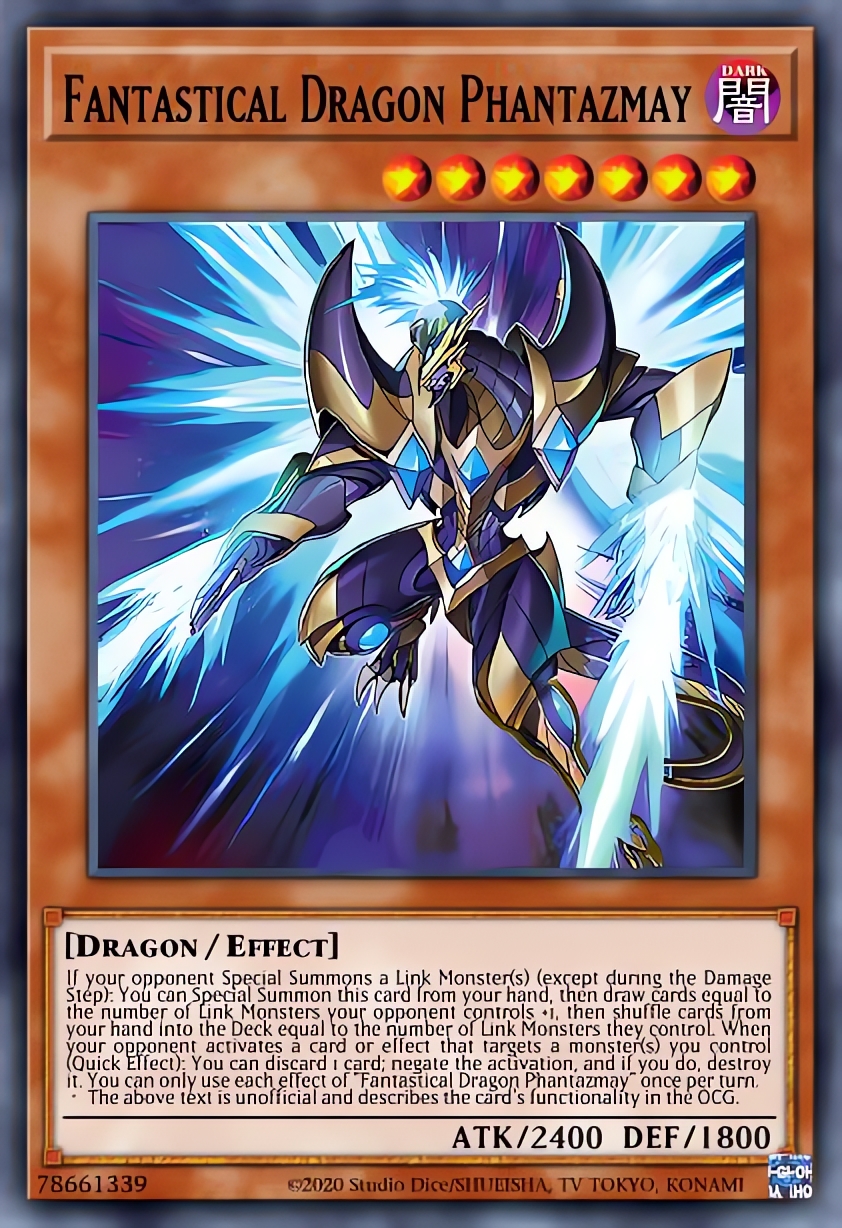 FANTASTICAL DRAGON PHANTAZMAY
DARK
闇
[DRAGON / EFFECT]
If your opponent Special Summons a Link Monster(s) (except during the Damage
Step): You can Special Summon this card from your hand, then draw cards equal to
the number of Link Monsters your opponent controls +1, then shuffle cards from
your hand into the Deck equal to the number of Link Monsters they control. When
your opponent activates a card or effect that targets a monster(s) you control
(Quick Effect): You can discard 1 card; negate the activation, and if you do, destroy
it. You can only use each effect of "Fantastical Dragon Phantazmay" once per turn.
* The above text is unofficial and describes the card's functionality in the OCG.
ATK/2400 DEF/1800
78661339
©2020 Studio Dice/SHUEISHA, TV TOKYO, KONAMI